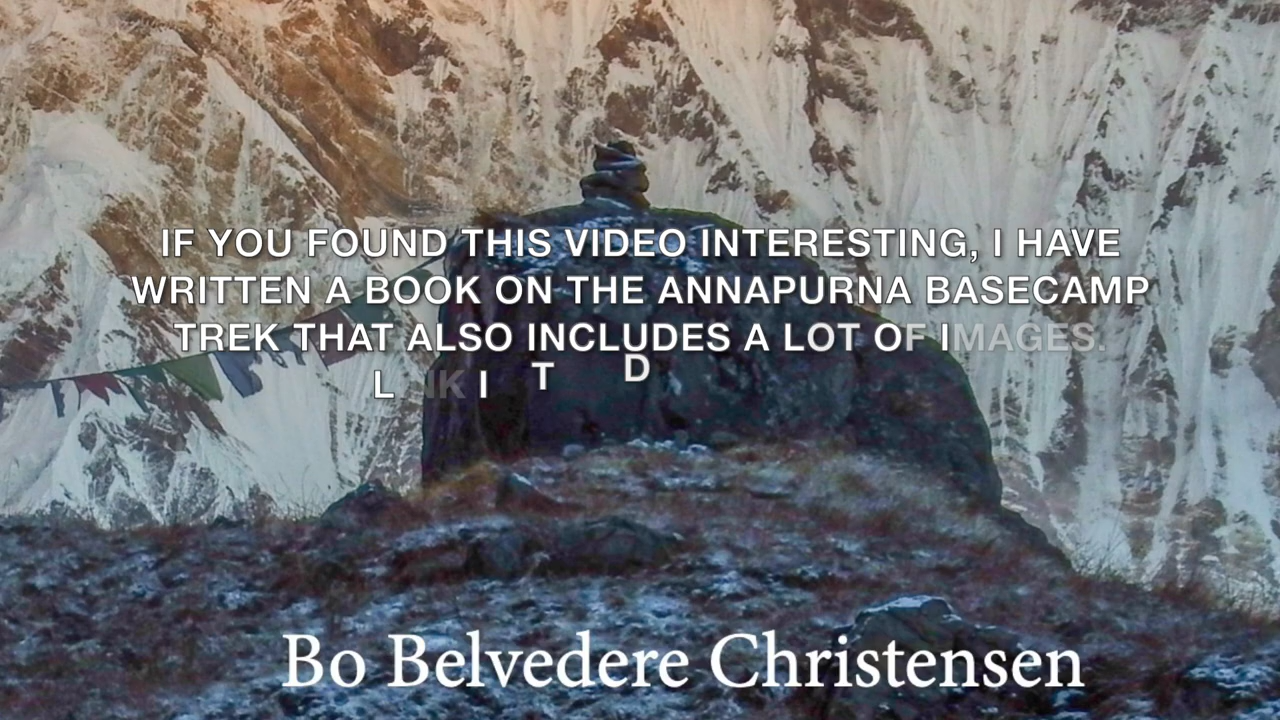 IF YOU FOUND THIS VIDEO INTERESTING, I HAVE
WRITTEN A BOOK ON THE ANNAPURNA BASECAMP
TREK THAT ALSO INCLUDES A LOT OF IMAGES.
Bo Belvedere Christensen